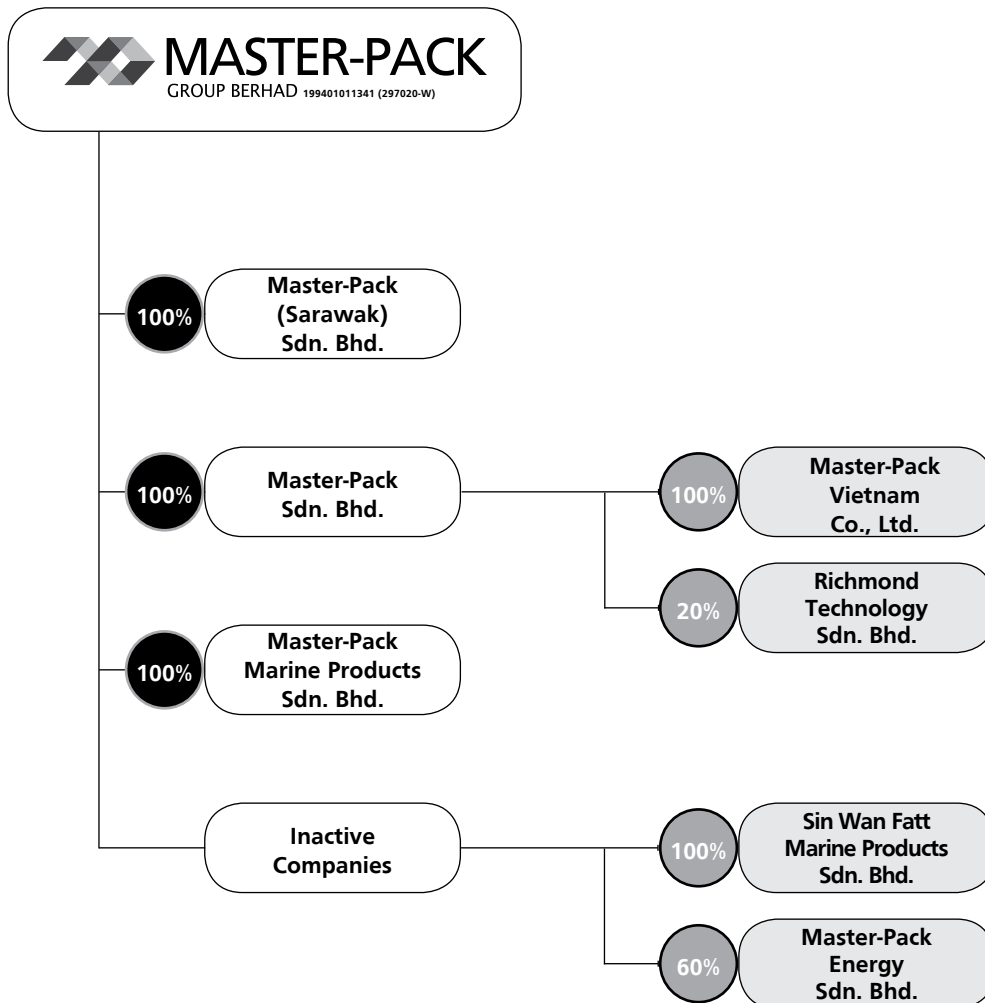 MASTER-PACK
GROUP BERHAD 199401011341 (297020-W)
100%
Master-Pack
(Sarawak)
Sdn. Bhd.
100%
Master-Pack
Sdn. Bhd.
100%
Master-Pack
Vietnam
Co., Ltd.
20%
Richmond
Technology
Sdn. Bhd.
100%
Master-Pack
Marine Products
Sdn. Bhd.
Inactive
Companies
100%
Sin Wan Fatt
Marine Products
Sdn. Bhd.
60%
Master-Pack
Energy
Sdn. Bhd.